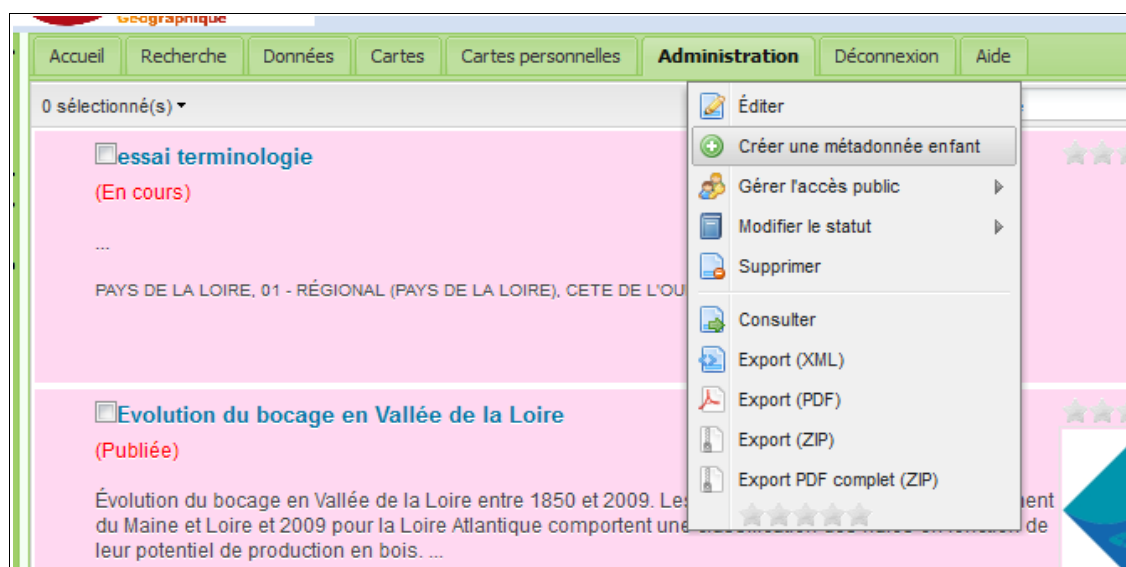 Géographique
Accueil Recherche Données Cartes Cartes personnelles Administration Déconnexion Aide
0 sélectionné(s)
essai terminologie
(En cours)
...
PAYS DE LA LOIRE, 01 - RÉGIONAL (PAYS DE LA LOIRE), CETE DE L'OU
Evolution du bocage en Vallée de la Loire
(Publiée)
Évolution du bocage en Vallée de la Loire entre 1850 et 2009.
du Maine et Loire et 2009 pour la Loire Atlantique comportent de
leur potentiel de production en bois. ...
Éditer
Créer une métadonnée enfant
Gérer l'accès public
Modifier le statut
Supprimer
Consulter
Export (XML)
Export (PDF)
Export (ZIP)
Export PDF complet (ZIP)